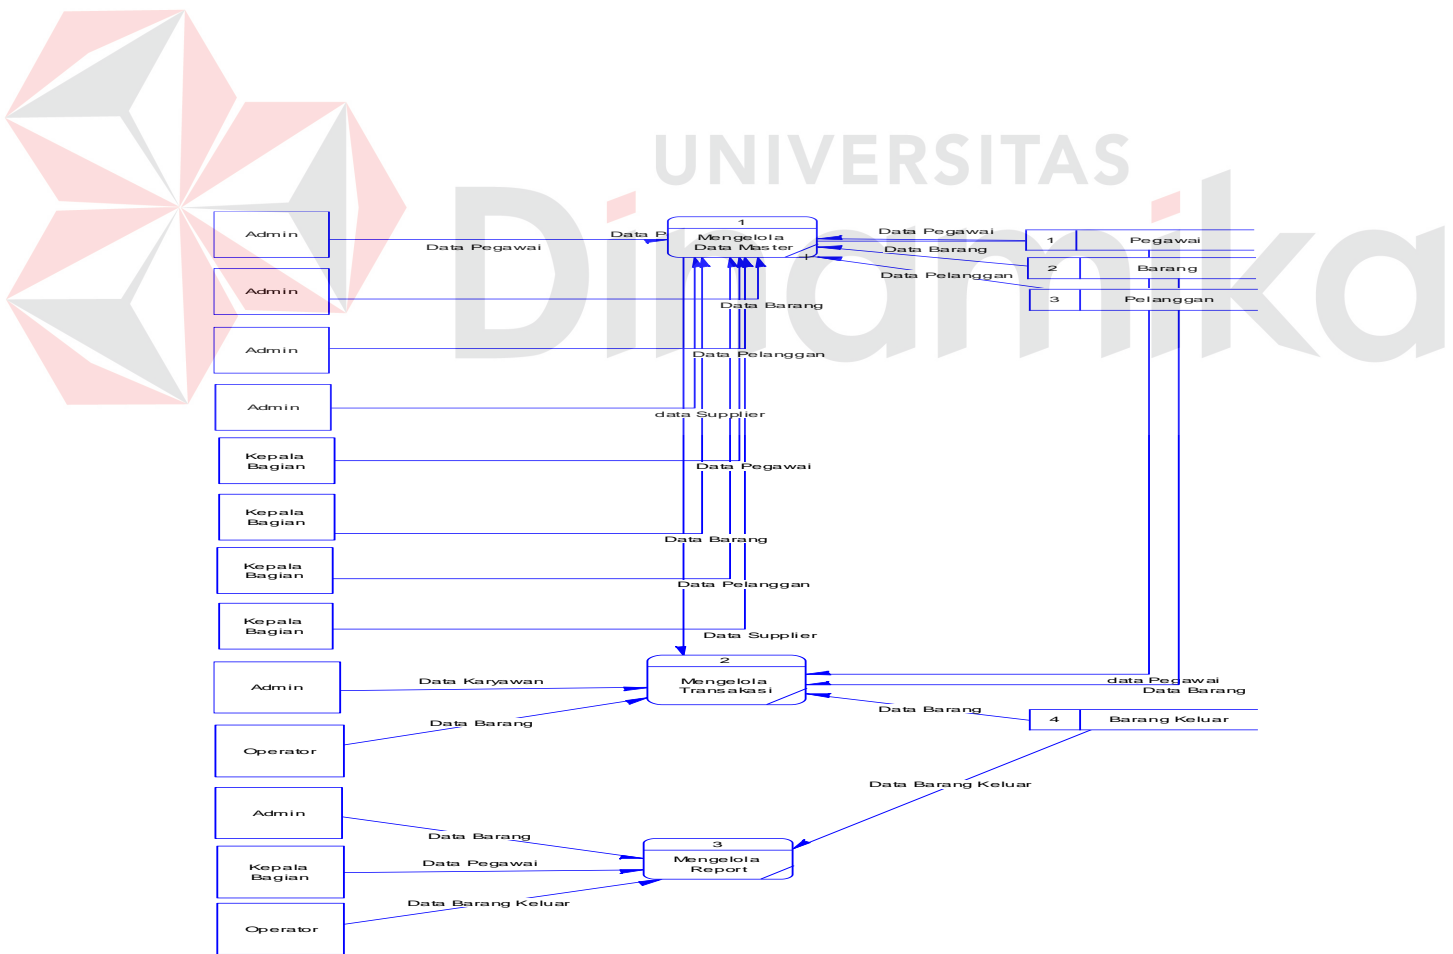 UNIVERSITAS
Dinamika
Admin
Data Pegawai
Data P
1
Mengelola
Data Master
Data Pegawai
1
Pegawai
Data Barang
2
Barang
Data Pelanggan
3
Pelanggan
Admin
Data Barang
Admin
Data Pelanggan
Admin
data Supplier
Kepala
Bagian
Data Pegawai
Kepala
Bagian
Data Barang
Kepala
Bagian
Data Pelanggan
Kepala
Bagian
Data Supplier
Admin
Data Karyawan
2
Mengelola
Transakasi
data Pegawai
Data Barang
Operator
Data Barang
Data Barang
4
Barang Keluar
Data Barang Keluar
Admin
Data Barang
3
Mengelola
Report
Kepala
Bagian
Data Pegawai
Operator
Data Barang Keluar